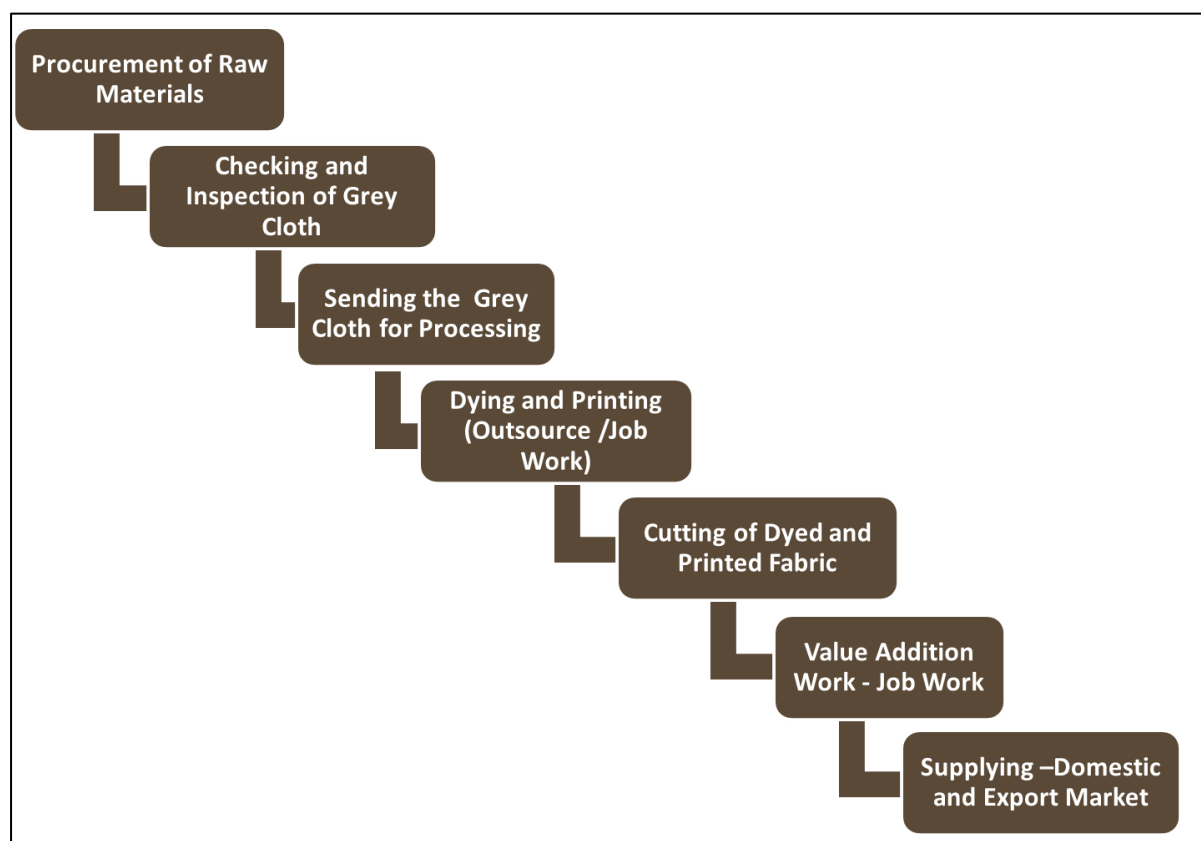 Procurement of Raw
Materials
Checking and
Inspection of Grey
Cloth
Sending the  Grey
Cloth for Processing
Dying and Printing
(Outsource /Job
Work)
Cutting of Dyed and
Printed Fabric
Value Addition
Work - Job Work
Supplying –Domestic
and Export Market